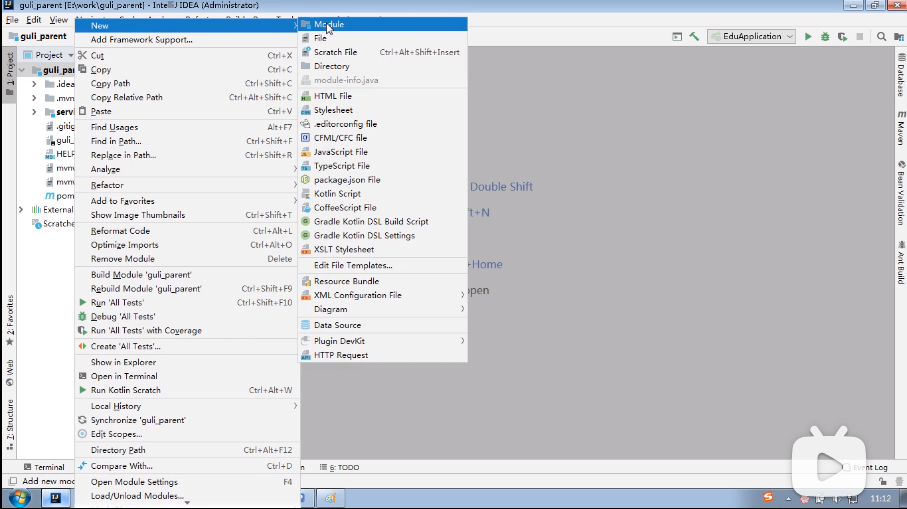 guli_parent [E:\work\guli_parent] - IntelliJ IDEA (Administrator)
File Edit View
guli_parent
EduApplication
Project
guli_par
.idea
.mv
serv
.gitig
guli_
HELP
mvn
mvn
pom
External
Scratche
1: Project
2: Favorites
Web
7: Structure
New
Add Framework Support...
Cut Ctrl+X
Copy Ctrl+C
Copy Path Ctrl+Shift+C
Copy Relative Path Ctrl+Alt+Shift+C
Paste Ctrl+V
Find Usages Alt+F7
Find in Path... Ctrl+Shift+F
Replace in Path... Ctrl+Shift+R
Analyze
Refactor
Add to Favorites
Show Image Thumbnails Ctrl+Shift+T
Reformat Code Ctrl+Alt+L
Optimize Imports Ctrl+Alt+O
Remove Module Delete
Build Module 'guli_parent'
Rebuild Module 'guli_parent' Ctrl+Shift+F9
Run 'All Tests' Ctrl+Shift+F10
Debug 'All Tests'
Run 'All Tests' with Coverage
Create 'All Tests'...
Show in Explorer
Open in Terminal
Run Kotlin Scratch Ctrl+Alt+W
Local History
Synchronize 'guli_parent'
Edit Scopes...
Directory Path Ctrl+Alt+F12
Compare With... Ctrl+D
Open Module Settings F4
Load/Unload Modules...
Module
File
Scratch File Ctrl+Alt+Shift+Insert
Directory
module-info.java
HTML File
Stylesheet
.editorconfig file
CFML/CFC file
JavaScript File
TypeScript File
package.json File
Kotlin Script
CoffeeScript File
Gradle Kotlin DSL Build Script
Gradle Kotlin DSL Settings
XSLT Stylesheet
Edit File Templates...
Resource Bundle
XML Configuration File
Diagram
Data Source
Plugin DevKit
HTTP Request
Double Shift
ft+N
+Home
open
Database
Maven
Bean Validation
Ant Build
Terminal
6: TODO
Event Log
Add new mod
11:12